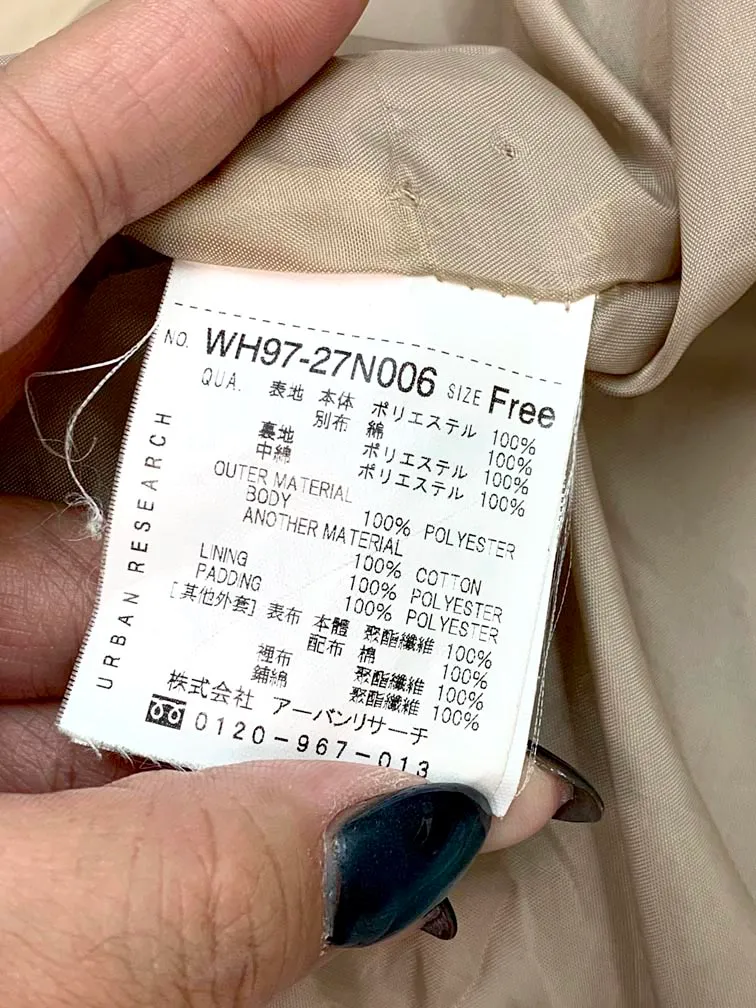 NO. WH97-27N006 SIZE Free
QUA. 表地 本体 ポリエステル 100%
別布 綿 100%
裏地 ポリエステル 100%
中綿 ポリエステル 100%
OUTER MATERIAL
BODY 100% POLYESTER
ANOTHER MATERIAL
100% COTTON
LINING 100% POLYESTER
PADDING 100% POLYESTER
[其他外套] 表布 本體 聚酯纖維 100%
配布 棉 100%
裡布 聚酯纖維 100%
鋪綿 聚酯纖維 100%
株式会社 アーバンリサーチ
0120-967-013
URBAN RESEARCH